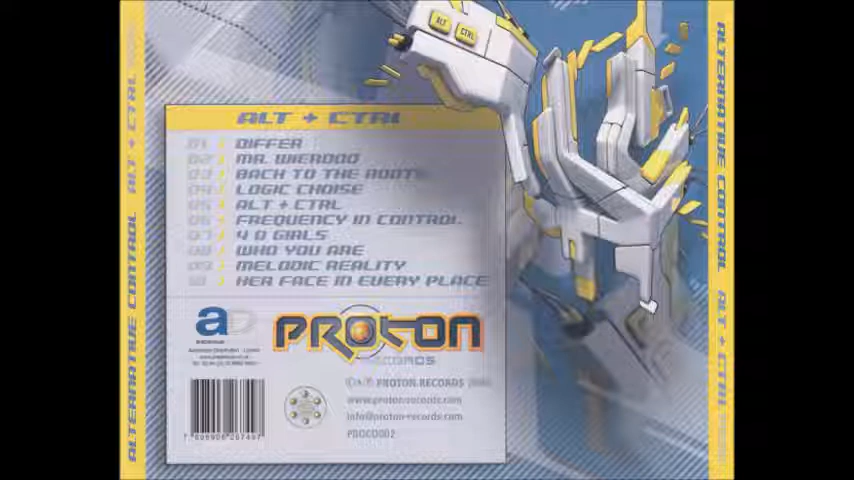 ALT
CTRL
ALT + CTRL
01 / DIFFER
02 / MR. WIERDOO
03 / BACK TO THE ROOTS
04 / LOGIC CHOISE
05 / ALT + CTRL
06 / FREQUENCY IN CONTROL
07 / 4 D GIRLS
08 / WHO YOU ARE
09 / MELODIC REALITY
10 / HER FACE IN EVERY PLACE
PROTON
RECORDS
PROTON.RECORDS
www.proton-records.com
info@proton-records.com
PROCD002
ALTERNATIVE CONTROL ALT + CTRL
ALTERNATIVE CONTROL ALT + CTRL